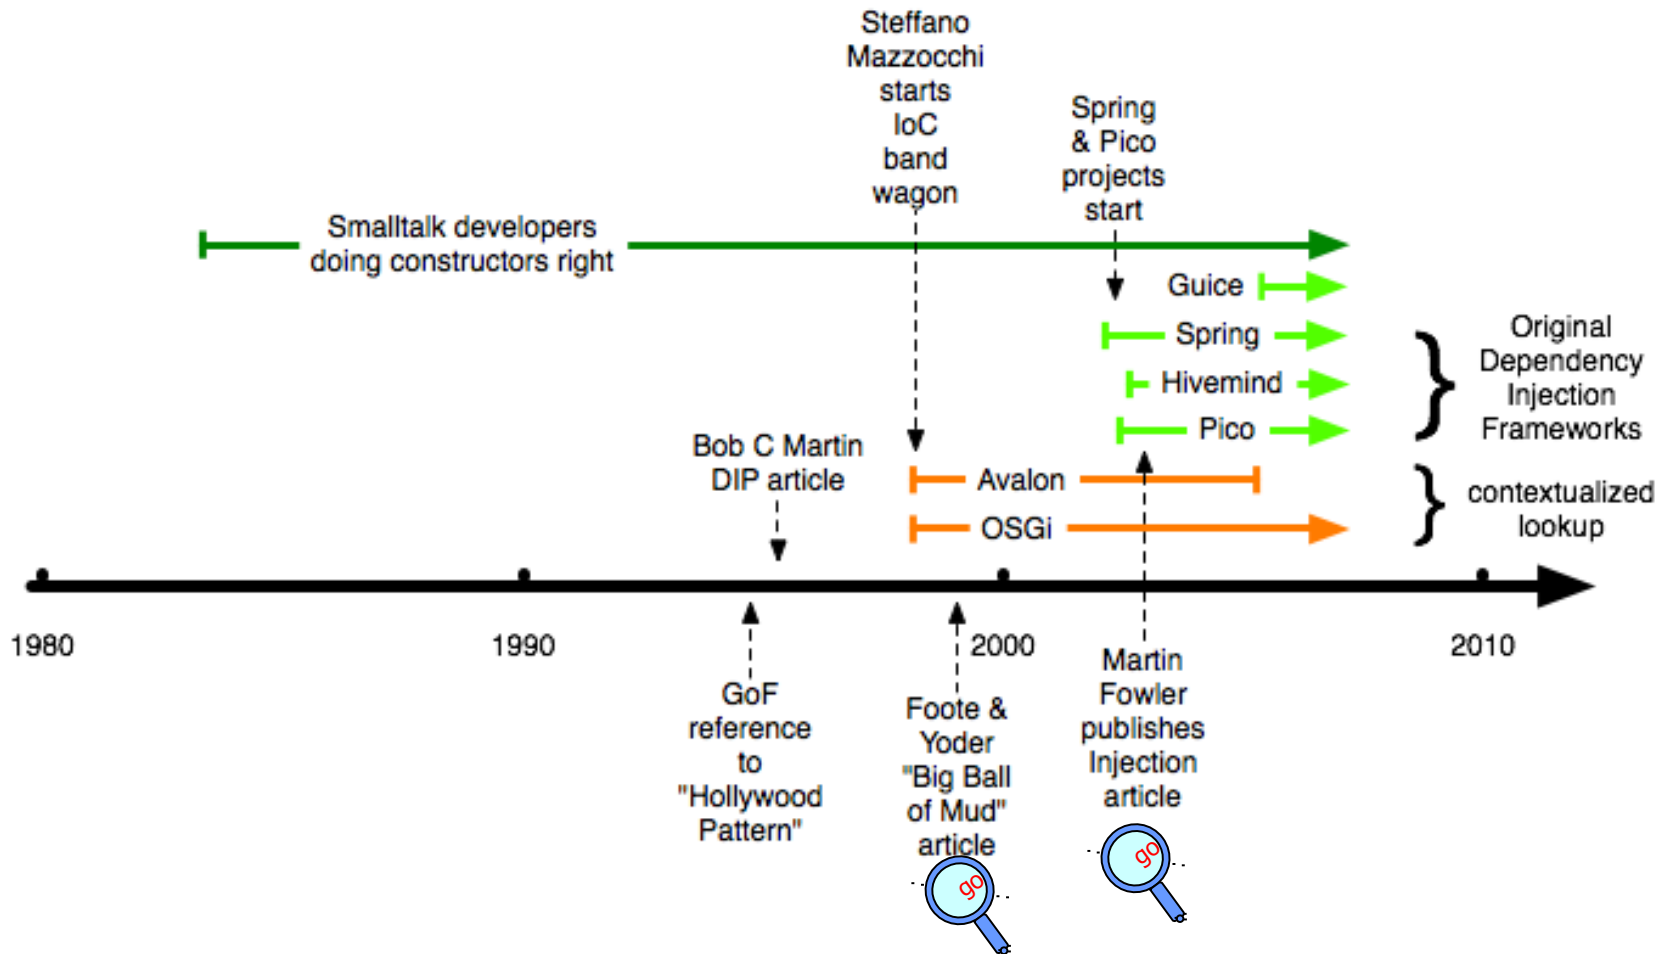 Steffano
Mazzocchi
starts
IoC
band
wagon
Spring
& Pico
projects
start
Smalltalk developers
doing constructors right
Guice
Spring
Hivemind
Pico
Original
Dependency
Injection
Frameworks
Bob C Martin
DIP article
Avalon
OSGi
contextualized
lookup
1980
1990
2000
2010
GoF
reference
to
"Hollywood
Pattern"
Foote &
Yoder
"Big Ball
of Mud"
article
go
Martin
Fowler
publishes
Injection
article
go